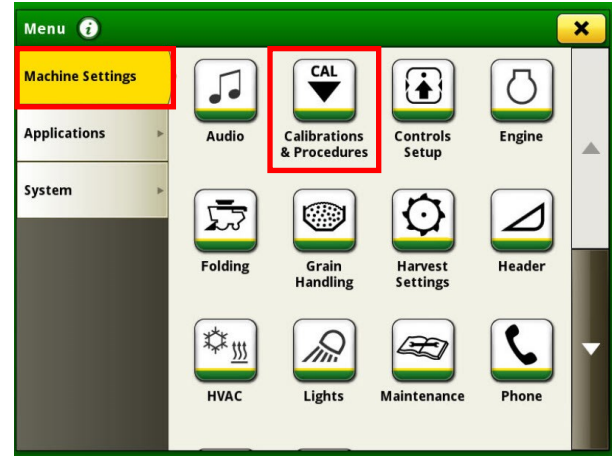 Menu i
Machine Settings
Applications
System
Audio
CAL
Calibrations
& Procedures
Controls
Setup
Engine
Folding
Grain
Handling
Harvest
Settings
Header
HVAC
Lights
Maintenance
Phone